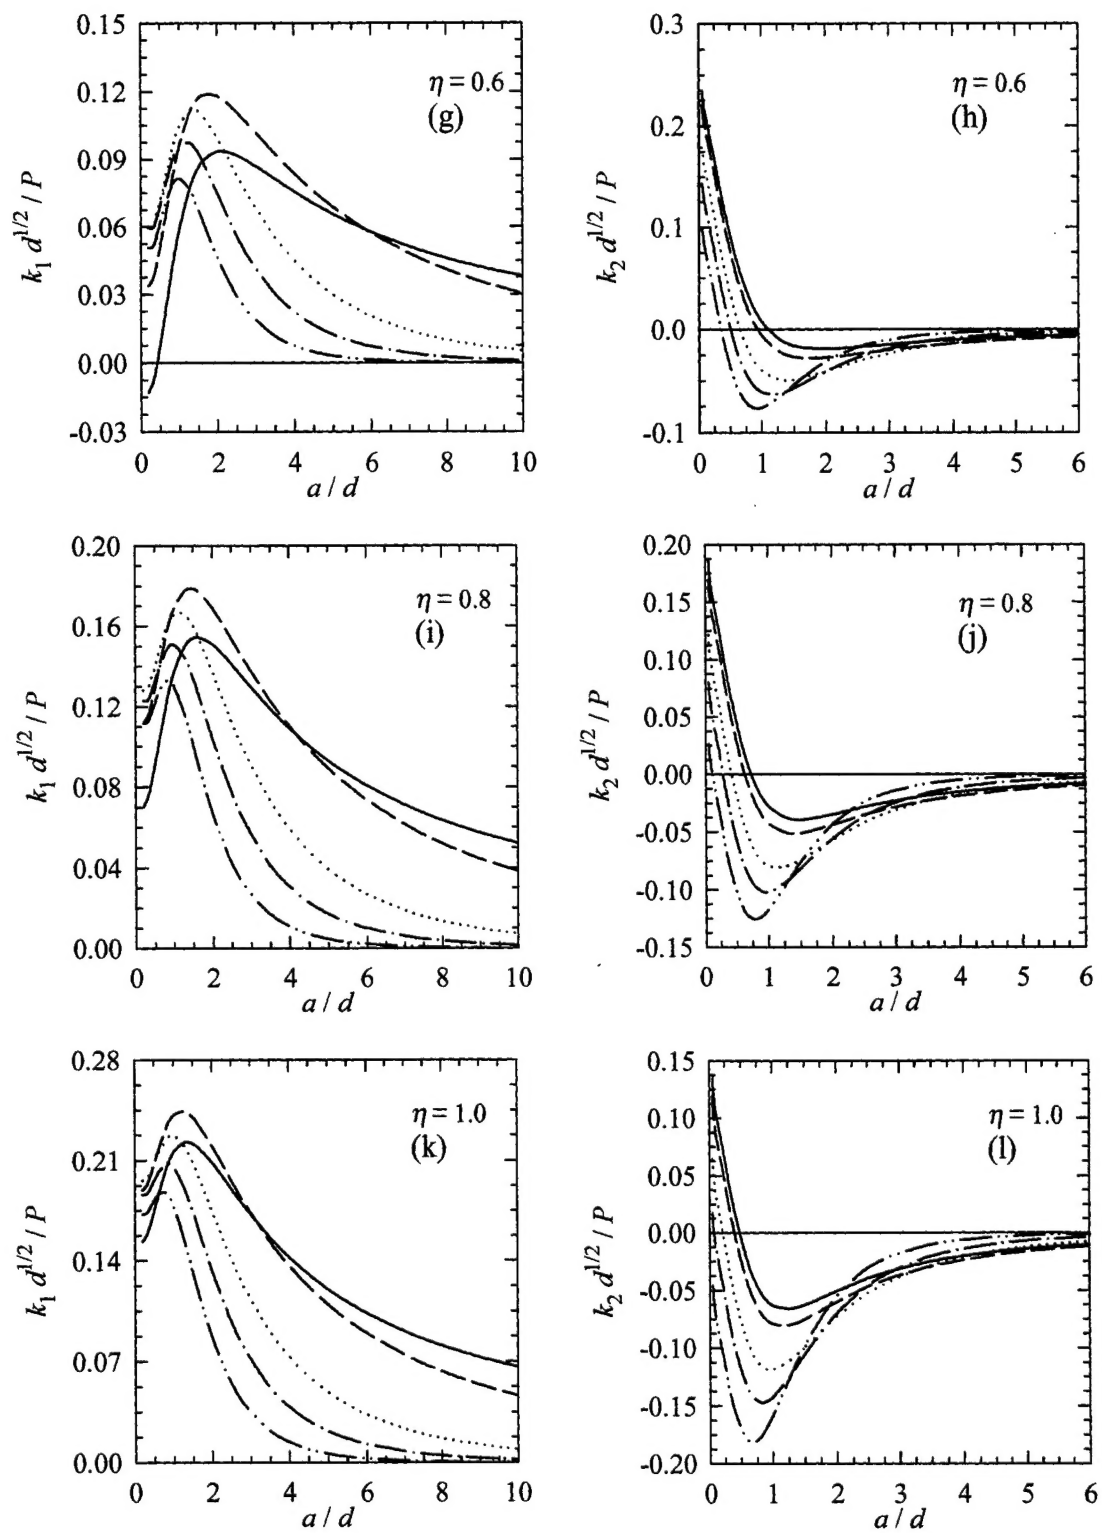 0.15
0.12
0.09
0.06
0.03
0.00
-0.03
k₁ d^1/2 / P
η = 0.6
(g)
0 2 4 6 8 10
a / d
0.3
0.2
0.1
0.0
-0.1
k₂ d^1/2 / P
η = 0.6
(h)
0 1 2 3 4 5 6
a / d
0.20
0.16
0.12
0.08
0.04
0.00
k₁ d^1/2 / P
η = 0.8
(i)
0 2 4 6 8 10
a / d
0.20
0.15
0.10
0.05
0.00
-0.05
-0.10
-0.15
k₂ d^1/2 / P
η = 0.8
(j)
0 1 2 3 4 5 6
a / d
0.28
0.21
0.14
0.07
0.00
k₁ d^1/2 / P
η = 1.0
(k)
0 2 4 6 8 10
a / d
0.15
0.10
0.05
0.00
-0.05
-0.10
-0.15
-0.20
k₂ d^1/2 / P
η = 1.0
(l)
0 1 2 3 4 5 6
a / d